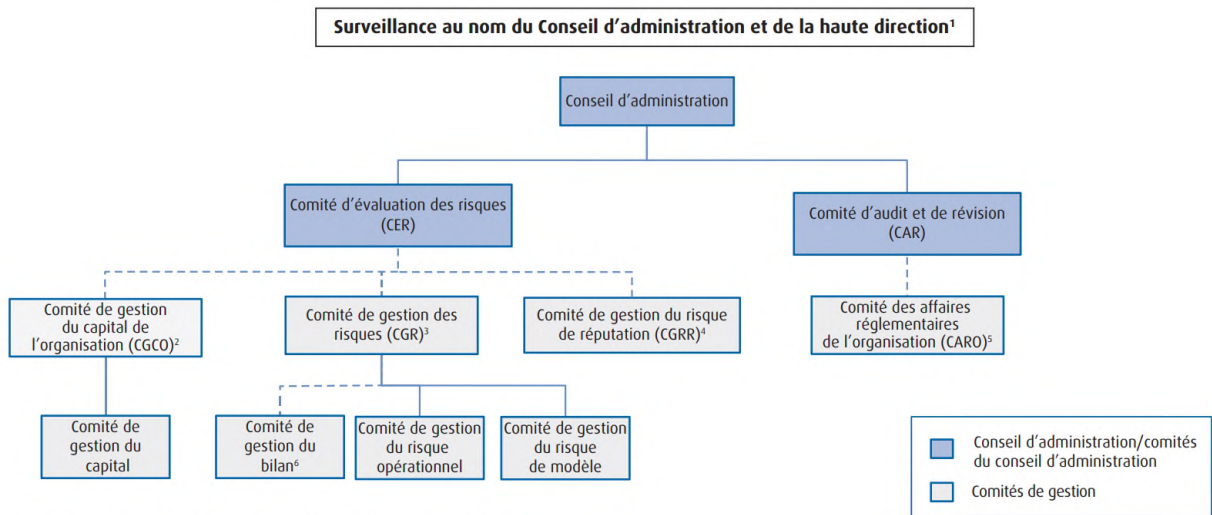 Surveillance au nom du Conseil d’administration et de la haute direction¹
Conseil d’administration
Comité d’évaluation des risques
(CER)
Comité d’audit et de révision
(CAR)
Comité de gestion
du capital de
l’organisation (CGCO)²
Comité de gestion des
risques (CGR)³
Comité de gestion du risque
de réputation (CGRR)⁴
Comité des affaires
réglementaires
de l’organisation (CARO)⁵
Comité de
gestion du
capital
Comité de
gestion du
bilan⁶
Comité de gestion
du risque
opérationnel
Comité de gestion
du risque
de modèle
Conseil d’administration/comités
du conseil d’administration
Comités de gestion